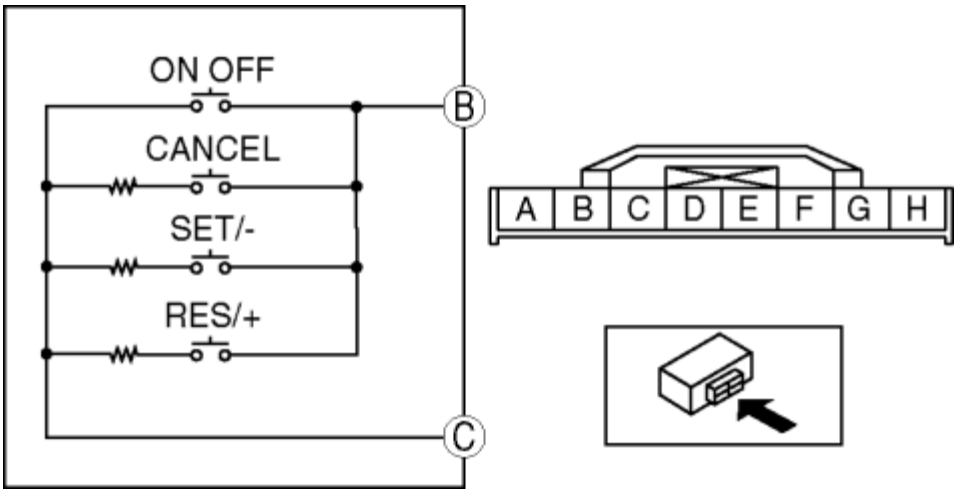 ON OFF
B
CANCEL
SET/-
RES/+
C
A B C D E F G H